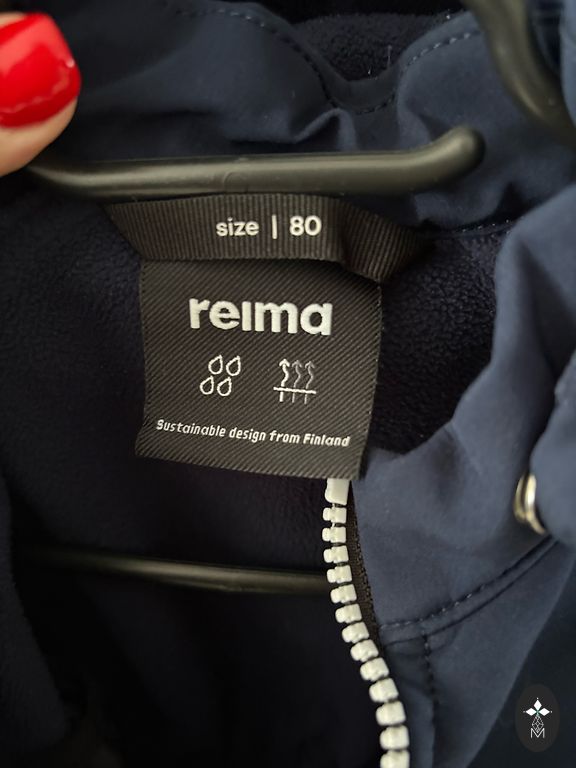 size | 80
reima
Sustainable design from Finland